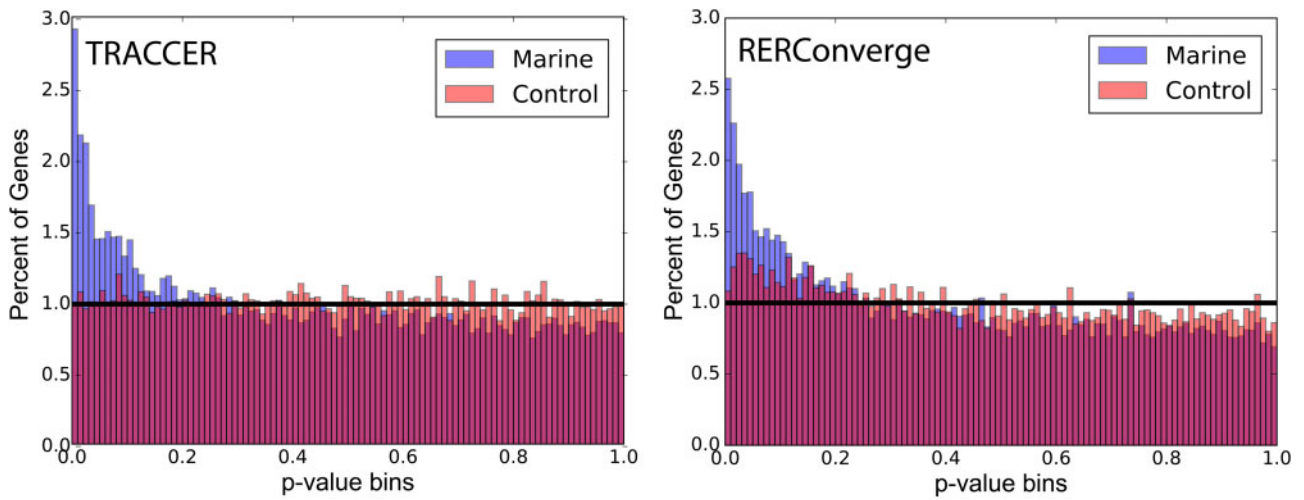 TRACCER
Marine
Control
Percent of Genes
3.0
2.5
2.0
1.5
1.0
0.5
0.0
0.0 0.2 0.4 0.6 0.8 1.0
p-value bins
RERConverge
Marine
Control
Percent of Genes
3.0
2.5
2.0
1.5
1.0
0.5
0.0
0.0 0.2 0.4 0.6 0.8 1.0
p-value bins